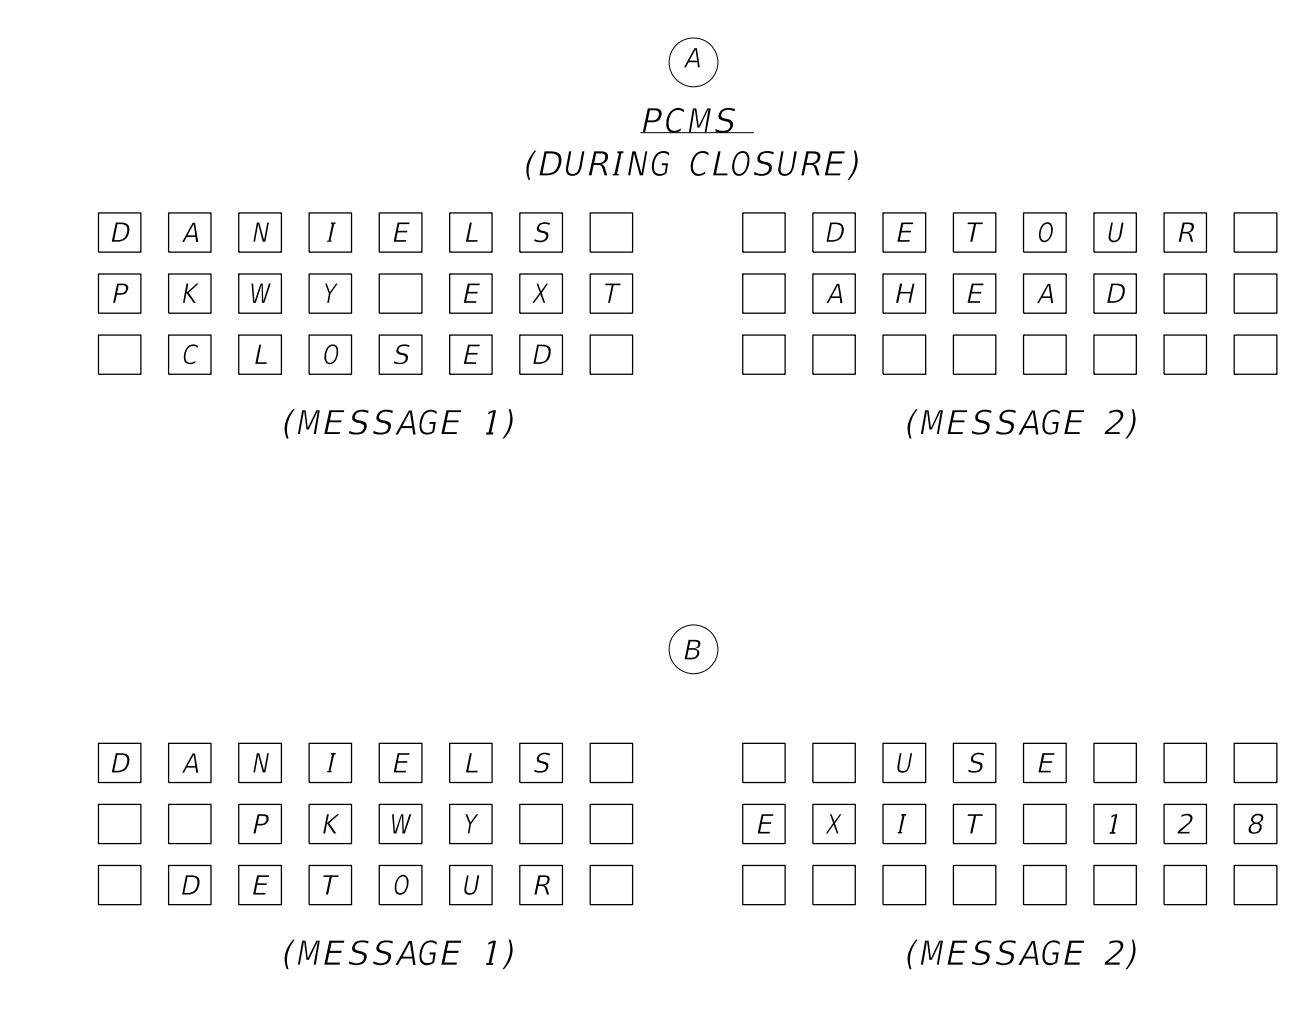 A
PCMS
(DURING CLOSURE)
DANIELS
PKWY EXT
CLOSED
(MESSAGE 1)
DETOUR
AHEAD
(MESSAGE 2)
B
DANIELS
PKWY
DETOUR
(MESSAGE 1)
USE
EXIT 128
(MESSAGE 2)